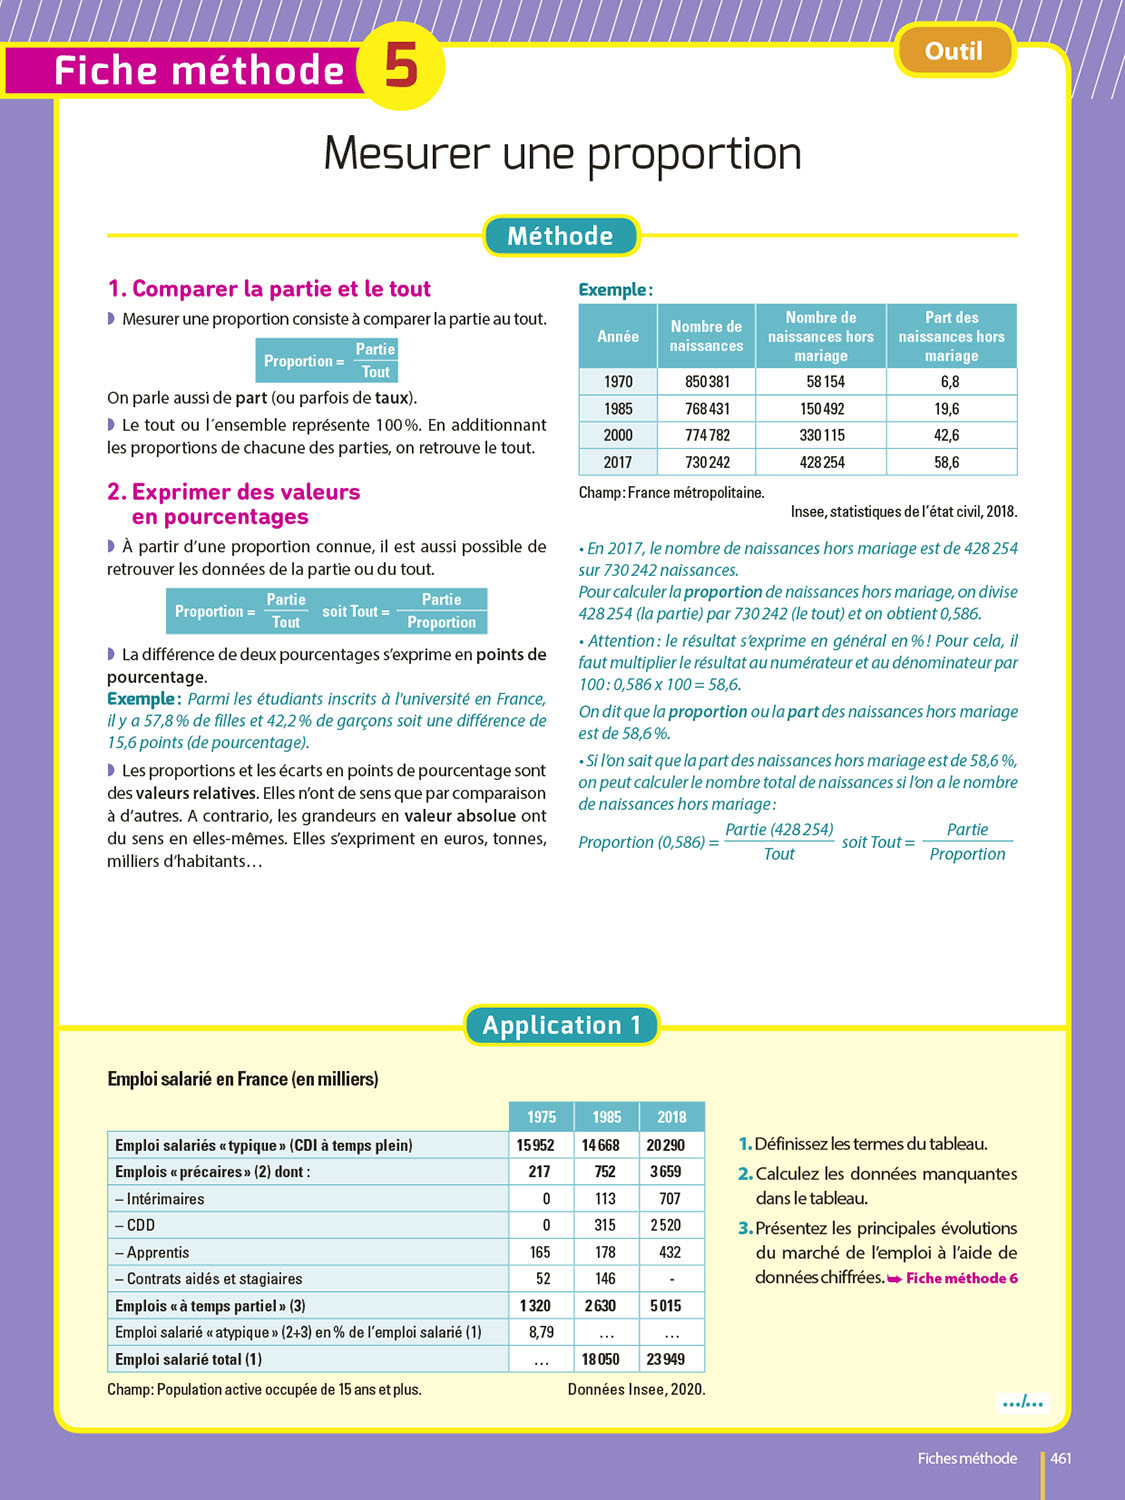 Fiche méthode 5
Outil
Mesurer une proportion
Méthode
1. Comparer la partie et le tout
Mesurer une proportion consiste à comparer la partie au tout.
Proportion = Partie
Tout
On parle aussi de part (ou parfois de taux).
Le tout ou l'ensemble représente 100 %. En additionnant
les proportions de chacune des parties, on retrouve le tout.
2. Exprimer des valeurs
en pourcentages
À partir d'une proportion connue, il est aussi possible de
retrouver les données de la partie ou du tout.
Proportion = Partie soit Tout = Partie
Tout Proportion
La différence de deux pourcentages s'exprime en points de
pourcentage.
Exemple : Parmi les étudiants inscrits à l'université en France,
il y a 57,8 % de filles et 42,2 % de garçons soit une différence de
15,6 points (de pourcentage).
Les proportions et les écarts en points de pourcentage sont
des valeurs relatives. Elles n'ont de sens que par comparaison
à d'autres. A contrario, les grandeurs en valeur absolue ont
du sens en elles-mêmes. Elles s'expriment en euros, tonnes,
milliers d'habitants...
Exemple :
Année
Nombre de
naissances
Nombre de
naissances hors
mariage
Part des
naissances hors
mariage
1970 850 381 58 154 6,8
1985 768 431 150 492 19,6
2000 774 782 330 115 42,6
2017 730 242 428 254 58,6
Champ : France métropolitaine.
Insee, statistiques de l'état civil, 2018.
• En 2017, le nombre de naissances hors mariage est de 428 254
sur 730 242 naissances.
Pour calculer la proportion de naissances hors mariage, on divise
428 254 (la partie) par 730 242 (le tout) et on obtient 0,586.
• Attention : le résultat s'exprime en général en % ! Pour cela, il
faut multiplier le résultat au numérateur et au dénominateur par
100 : 0,586 x 100 = 58,6.
On dit que la proportion ou la part des naissances hors mariage
est de 58,6 %.
• Si l'on sait que la part des naissances hors mariage est de 58,6 %,
on peut calculer le nombre total de naissances si l'on a le nombre
de naissances hors mariage :
Proportion (0,586) = Partie (428 254) soit Tout = Partie
Tout Proportion
Application 1
Emploi salarié en France (en milliers)
1975 1985 2018
Emploi salariés « typique » (CDI à temps plein) 15 952 14 668 20 290
Emplois « précaires » (2) dont : 217 752 3 659
– Intérimaires 0 113 707
– CDD 0 315 2 520
– Apprentis 165 178 432
– Contrats aidés et stagiaires 52 146 -
Emplois « à temps partiel » (3) 1 320 2 630 5 015
Emploi salarié « atypique » (2+3) en % de l'emploi salarié (1) 8,79 ... ...
Emploi salarié total (1) ... 18 050 23 949
Champ : Population active occupée de 15 ans et plus.
Données Insee, 2020.
1. Définissez les termes du tableau.
2. Calculez les données manquantes
dans le tableau.
3. Présentez les principales évolutions
du marché de l'emploi à l'aide de
données chiffrées. ➥ Fiche méthode 6
.../...
Fiches méthode 461